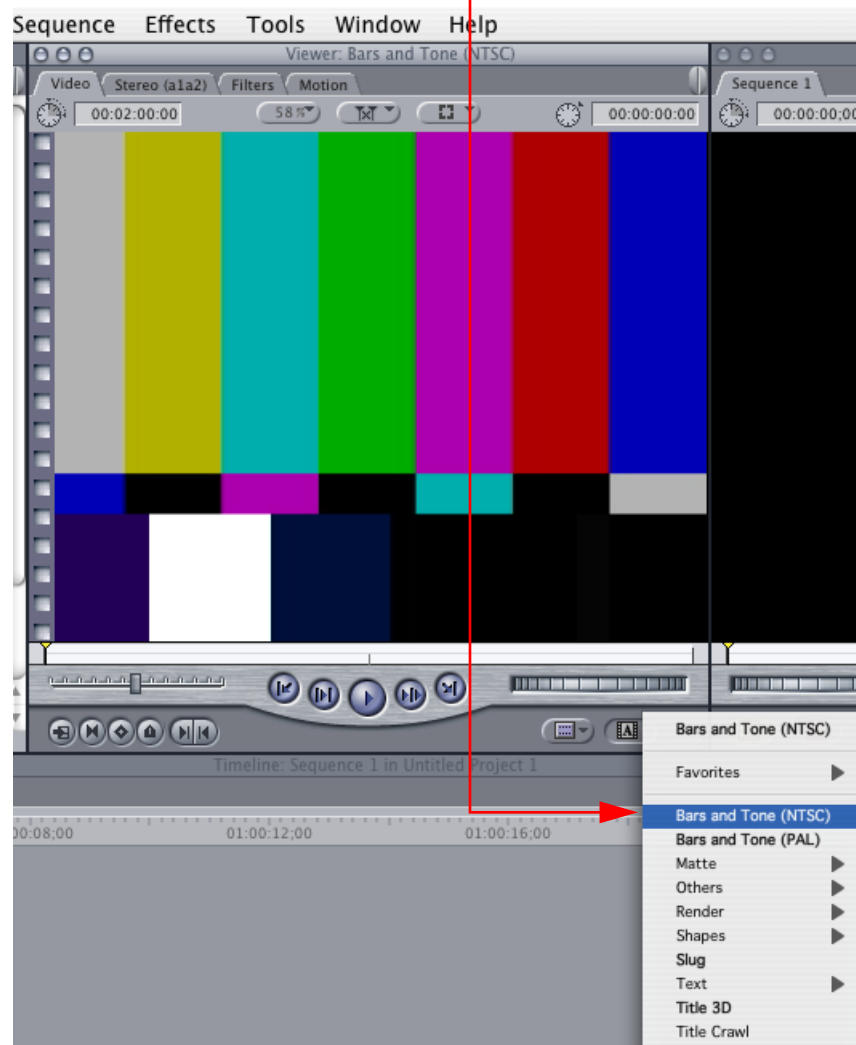 Sequence Effects Tools Window Help
Viewer: Bars and Tone (NTSC)
Video Stereo (a1a2) Filters Motion
Sequence 1
00:02:00:00 58% 00:00:00:00
00:00:00;00
A
Bars and Tone (NTSC)
Timeline: Sequence 1 in Untitled Project 1
Favorites
Bars and Tone (NTSC)
00:08;00 01:00:12;00 01:00:16;00
Bars and Tone (PAL)
Matte
Others
Render
Shapes
Slug
Text
Title 3D
Title Crawl